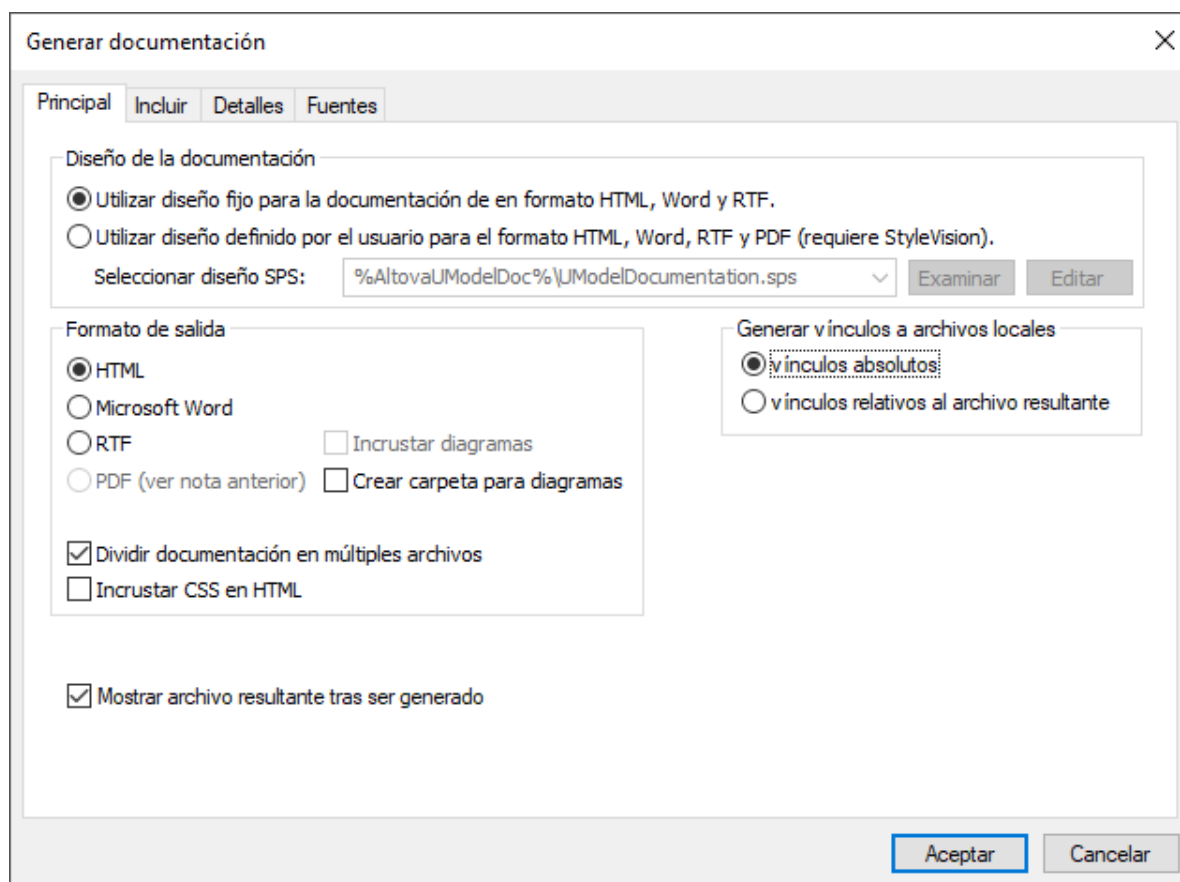 Generar documentación
Principal Incluir Detalles Fuentes
Diseño de la documentación
Utilizar diseño fijo para la documentación de en formato HTML, Word y RTF.
Utilizar diseño definido por el usuario para el formato HTML, Word, RTF y PDF (requiere StyleVision).
Seleccionar diseño SPS: %AltovaUModelDoc%\UModelDocumentation.sps Examinar Editar
Formato de salida
HTML
Microsoft Word
RTF Incrustar diagramas
PDF (ver nota anterior) Crear carpeta para diagramas
Dividir documentación en múltiples archivos
Incrustar CSS en HTML
Generar vínculos a archivos locales
vínculos absolutos
vínculos relativos al archivo resultante
Mostrar archivo resultante tras ser generado
Aceptar Cancelar